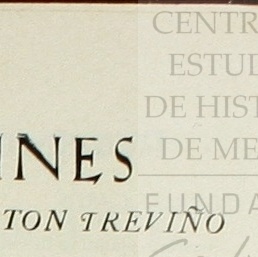 CENTR
ESTUD
DE HIST
DE ME
INES
FUNDA
TON TREVIÑO